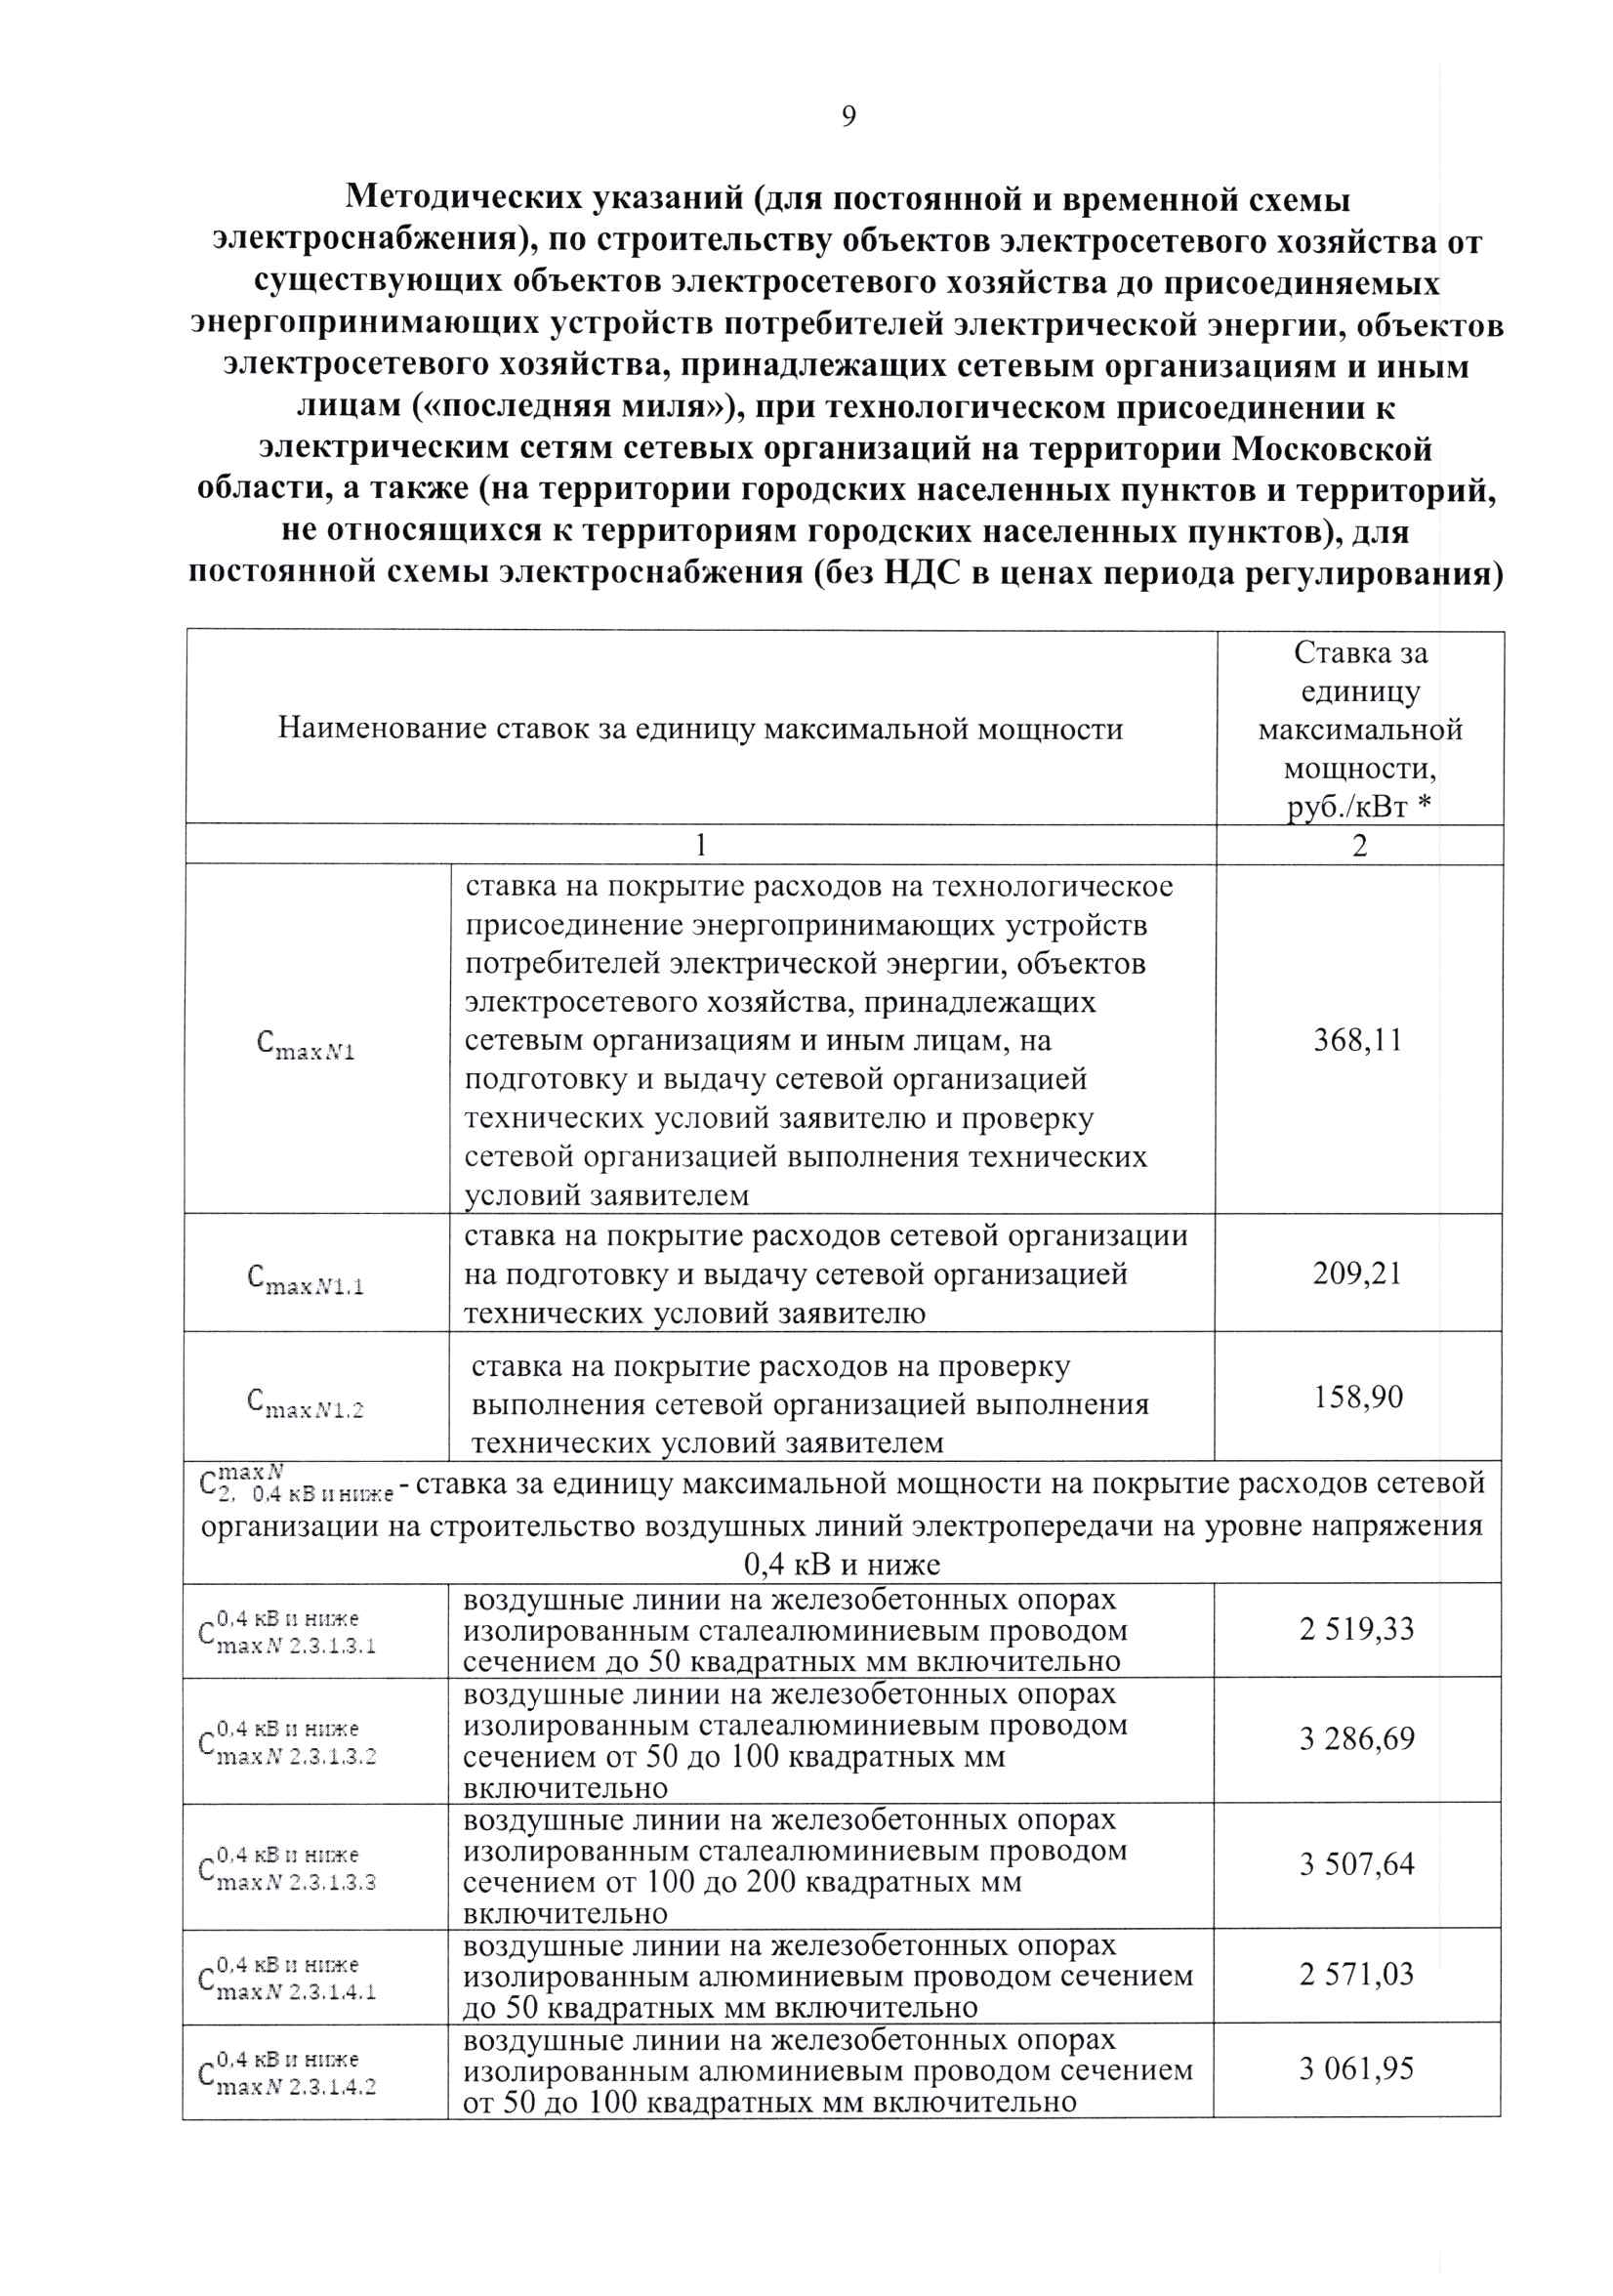 9
Методических указаний (для постоянной и временной схемы
электроснабжения), по строительству объектов электросетевого хозяйства от
существующих объектов электросетевого хозяйства до присоединяемых
энергопринимающих устройств потребителей электрической энергии, объектов
электросетевого хозяйства, принадлежащих сетевым организациям и иным
лицам («последняя миля»), при технологическом присоединении к
электрическим сетям сетевых организаций на территории Московской
области, а также (на территории городских населенных пунктов и территорий,
не относящихся к территориям городских населенных пунктов), для
постоянной схемы электроснабжения (без НДС в ценах периода регулирования)
Наименование ставок за единицу максимальной мощности
Ставка за
единицу
максимальной
мощности,
руб./кВт *
1
2
C maxN1
ставка на покрытие расходов на технологическое
присоединение энергопринимающих устройств
потребителей электрической энергии, объектов
электросетевого хозяйства, принадлежащих
сетевым организациям и иным лицам, на
подготовку и выдачу сетевой организацией
технических условий заявителю и проверку
сетевой организацией выполнения технических
условий заявителем
368,11
C maxN1.1
ставка на покрытие расходов сетевой организации
на подготовку и выдачу сетевой организацией
технических условий заявителю
209,21
C maxN1.2
ставка на покрытие расходов на проверку
выполнения сетевой организацией выполнения
технических условий заявителем
158,90
C maxN 2, 0,4 кВ и ниже - ставка за единицу максимальной мощности на покрытие расходов сетевой
организации на строительство воздушных линий электропередачи на уровне напряжения
0,4 кВ и ниже
C 0,4 кВ и ниже
maxN 2.3.1.3.1
воздушные линии на железобетонных опорах
изолированным сталеалюминиевым проводом
сечением до 50 квадратных мм включительно
2 519,33
C 0,4 кВ и ниже
maxN 2.3.1.3.2
воздушные линии на железобетонных опорах
изолированным сталеалюминиевым проводом
сечением от 50 до 100 квадратных мм
включительно
3 286,69
C 0,4 кВ и ниже
maxN 2.3.1.3.3
воздушные линии на железобетонных опорах
изолированным сталеалюминиевым проводом
сечением от 100 до 200 квадратных мм
включительно
3 507,64
C 0,4 кВ и ниже
maxN 2.3.1.4.1
воздушные линии на железобетонных опорах
изолированным алюминиевым проводом сечением
до 50 квадратных мм включительно
2 571,03
C 0,4 кВ и ниже
maxN 2.3.1.4.2
воздушные линии на железобетонных опорах
изолированным алюминиевым проводом сечением
от 50 до 100 квадратных мм включительно
3 061,95